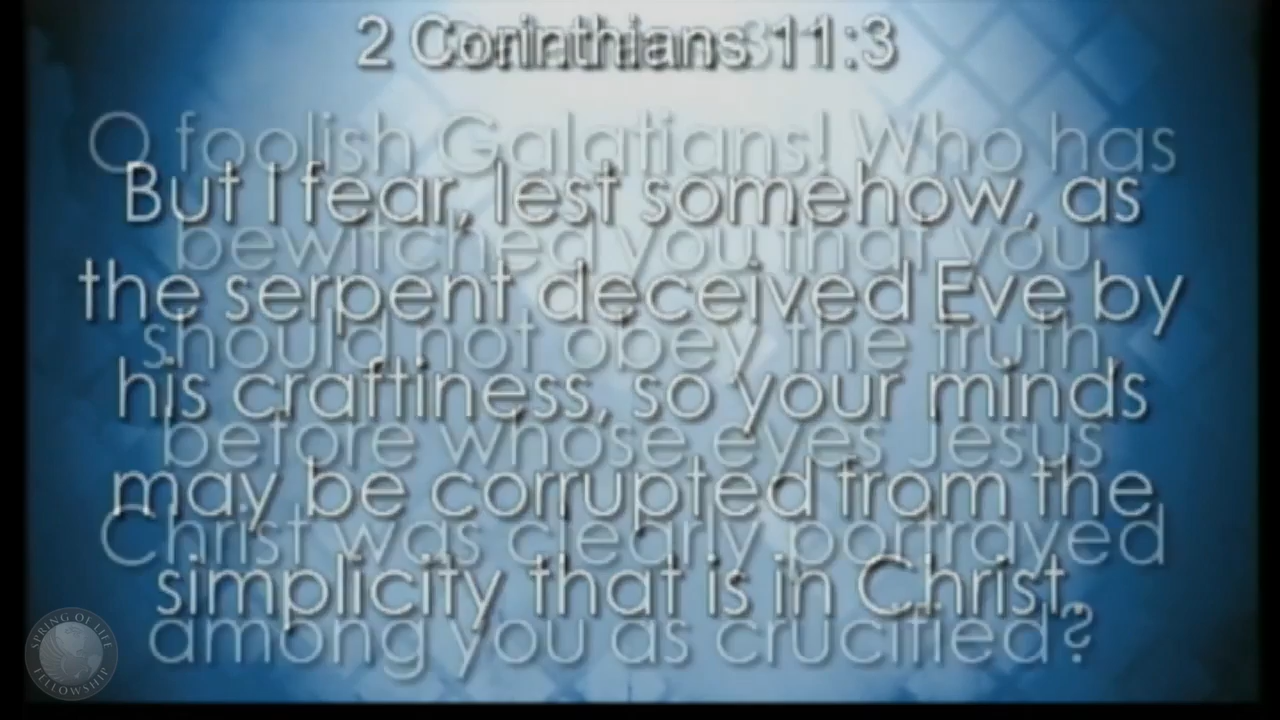 2 Corinthians 11:3
Galatians 3:1
O foolish Galatians! Who has
But I fear, lest somehow, as
bewitched you that you
the serpent deceived Eve by
should not obey the truth,
his craftiness, so your minds
before whose eyes Jesus
may be corrupted from the
Christ was clearly portrayed
simplicity that is in Christ.
among you as crucified?
SPRING OF LIFE
FELLOWSHIP